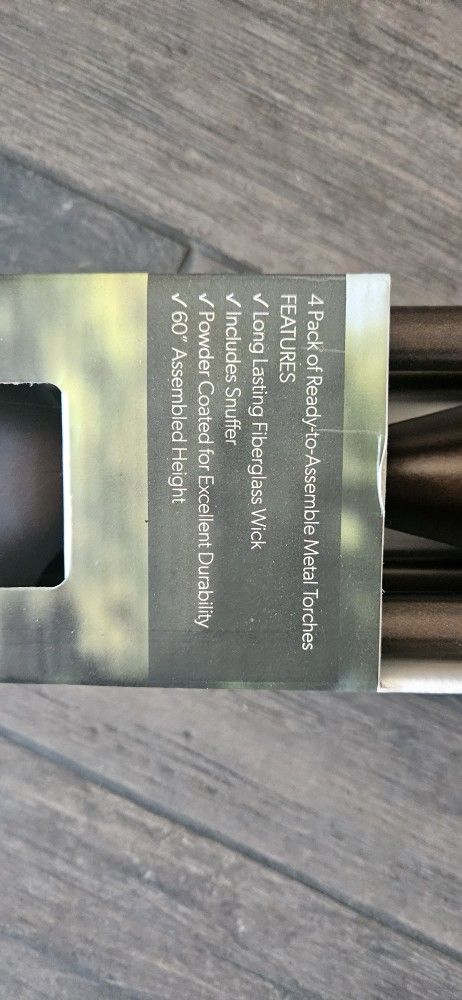 4 Pack of Ready-to-Assemble Metal Torches
FEATURES
✓ Long Lasting Fiberglass Wick
✓ Includes Snuffer
✓ Powder Coated for Excellent Durability
✓ 60" Assembled Height